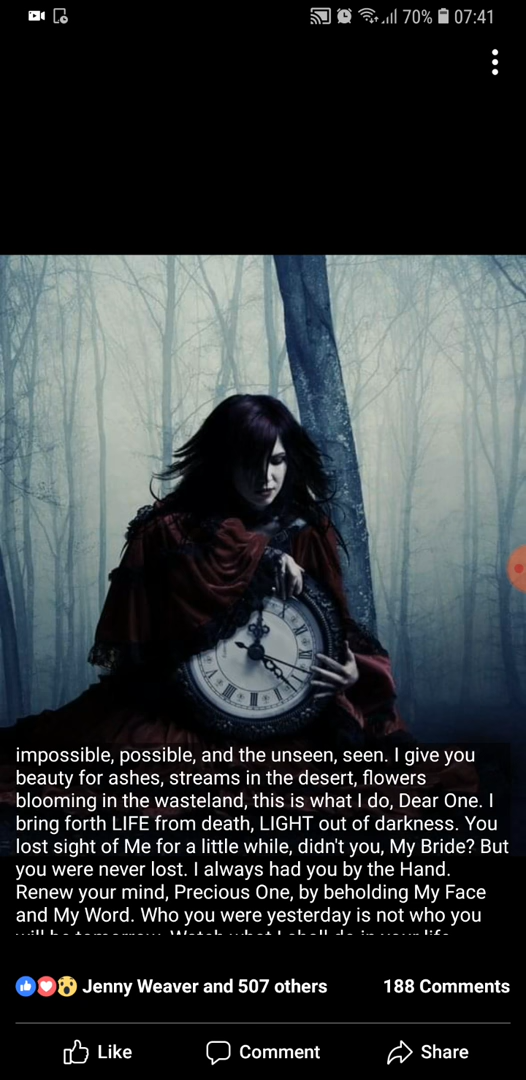 70% 07:41
impossible, possible, and the unseen, seen. I give you
beauty for ashes, streams in the desert, flowers
blooming in the wasteland, this is what I do, Dear One. I
bring forth LIFE from death, LIGHT out of darkness. You
lost sight of Me for a little while, didn't you, My Bride? But
you were never lost. I always had you by the Hand.
Renew your mind, Precious One, by beholding My Face
and My Word. Who you were yesterday is not who you
will be tomorrow. Watch what I shall do in your life.
Jenny Weaver and 507 others 188 Comments
Like Comment Share